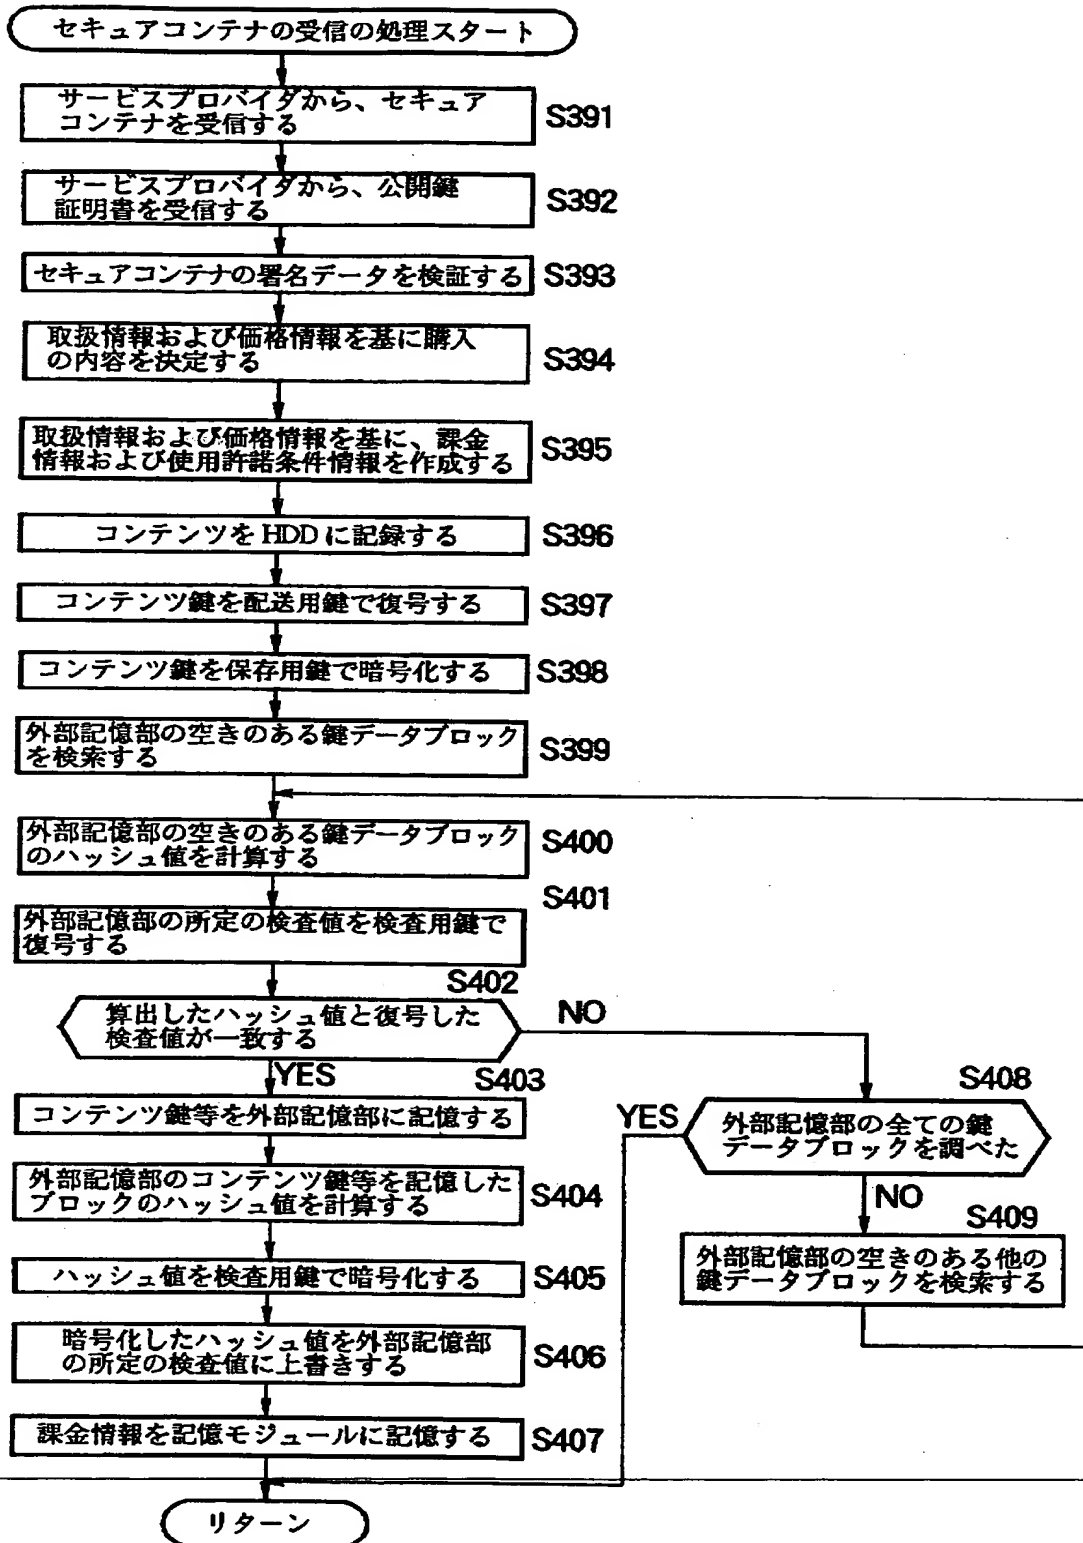 セキュアコンテナの受信の処理スタート
サービスプロバイダから、セキュア
コンテナを受信する
S391
サービスプロバイダから、公開鍵
証明書を受信する
S392
セキュアコンテナの署名データを検証する
S393
取扱情報および価格情報を基に購入
の内容を決定する
S394
取扱情報および価格情報を基に、課金
情報および使用許諾条件情報を作成する
S395
コンテンツをHDDに記録する
S396
コンテンツ鍵を配送用鍵で復号する
S397
コンテンツ鍵を保存用鍵で暗号化する
S398
外部記憶部の空きのある鍵データブロック
を検索する
S399
外部記憶部の空きのある鍵データブロック
のハッシュ値を計算する
S400
S401
外部記憶部の所定の検査値を検査用鍵で
復号する
S402
算出したハッシュ値と復号した
検査値が一致する
NO
YES
S403
コンテンツ鍵等を外部記憶部に記憶する
外部記憶部のコンテンツ鍵等を記憶した
ブロックのハッシュ値を計算する
S404
ハッシュ値を検査用鍵で暗号化する
S405
暗号化したハッシュ値を外部記憶部
の所定の検査値に上書きする
S406
課金情報を記憶モジュールに記憶する
S407
S408
YES
外部記憶部の全ての鍵
データブロックを調べた
NO
S409
外部記憶部の空きのある他の
鍵データブロックを検索する
リターン